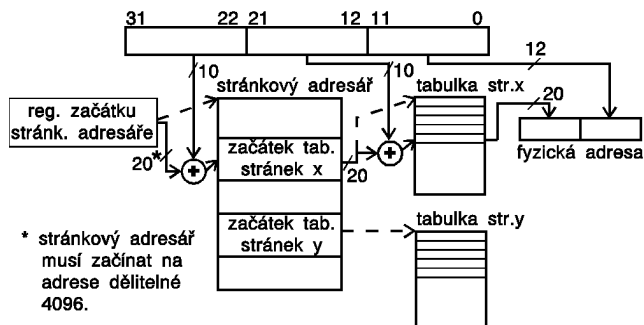 31 22 21 12 11 0
10
10
12
stránkový adresář
tabulka str.x
reg. začátku
stránk. adresáře
20
20*
+
začátek tab.
stránek x
20
+
fyzická adresa
začátek tab.
stránek y
tabulka str.y
* stránkový adresář
musí začínat na
adrese dělitelné
4096.